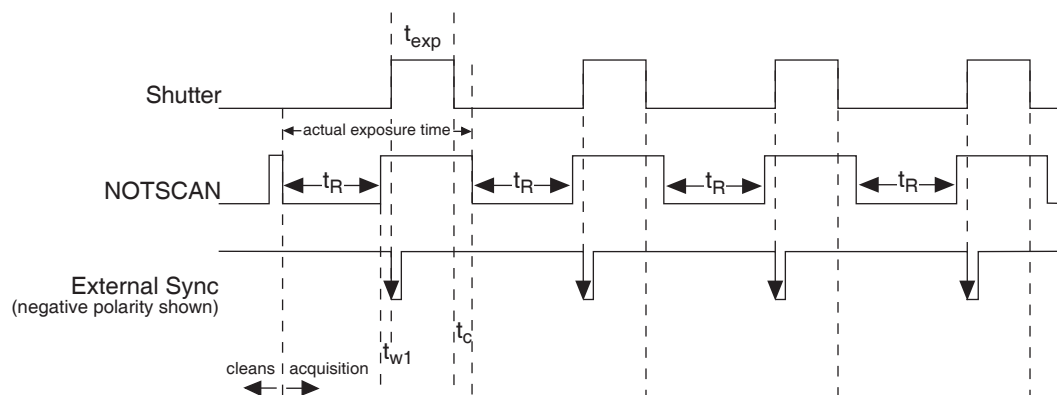 t_exp
Shutter
actual exposure time
NOTSCAN
t_R
t_R
t_R
t_R
External Sync
(negative polarity shown)
t_w1
t_c
cleans
acquisition